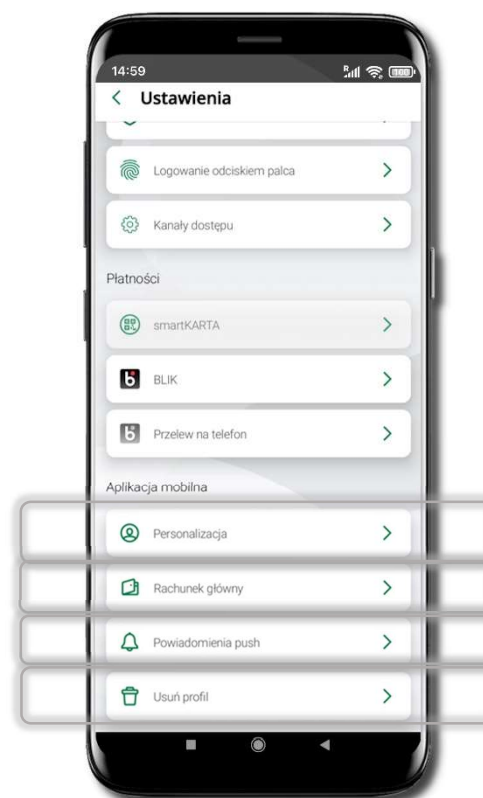 14:59
Ustawienia
Logowanie odciskiem palca
Kanały dostępu
Płatności
smartKARTA
BLIK
Przelew na telefon
Aplikacja mobilna
Personalizacja
Rachunek główny
Powiadomienia push
Usuń profil